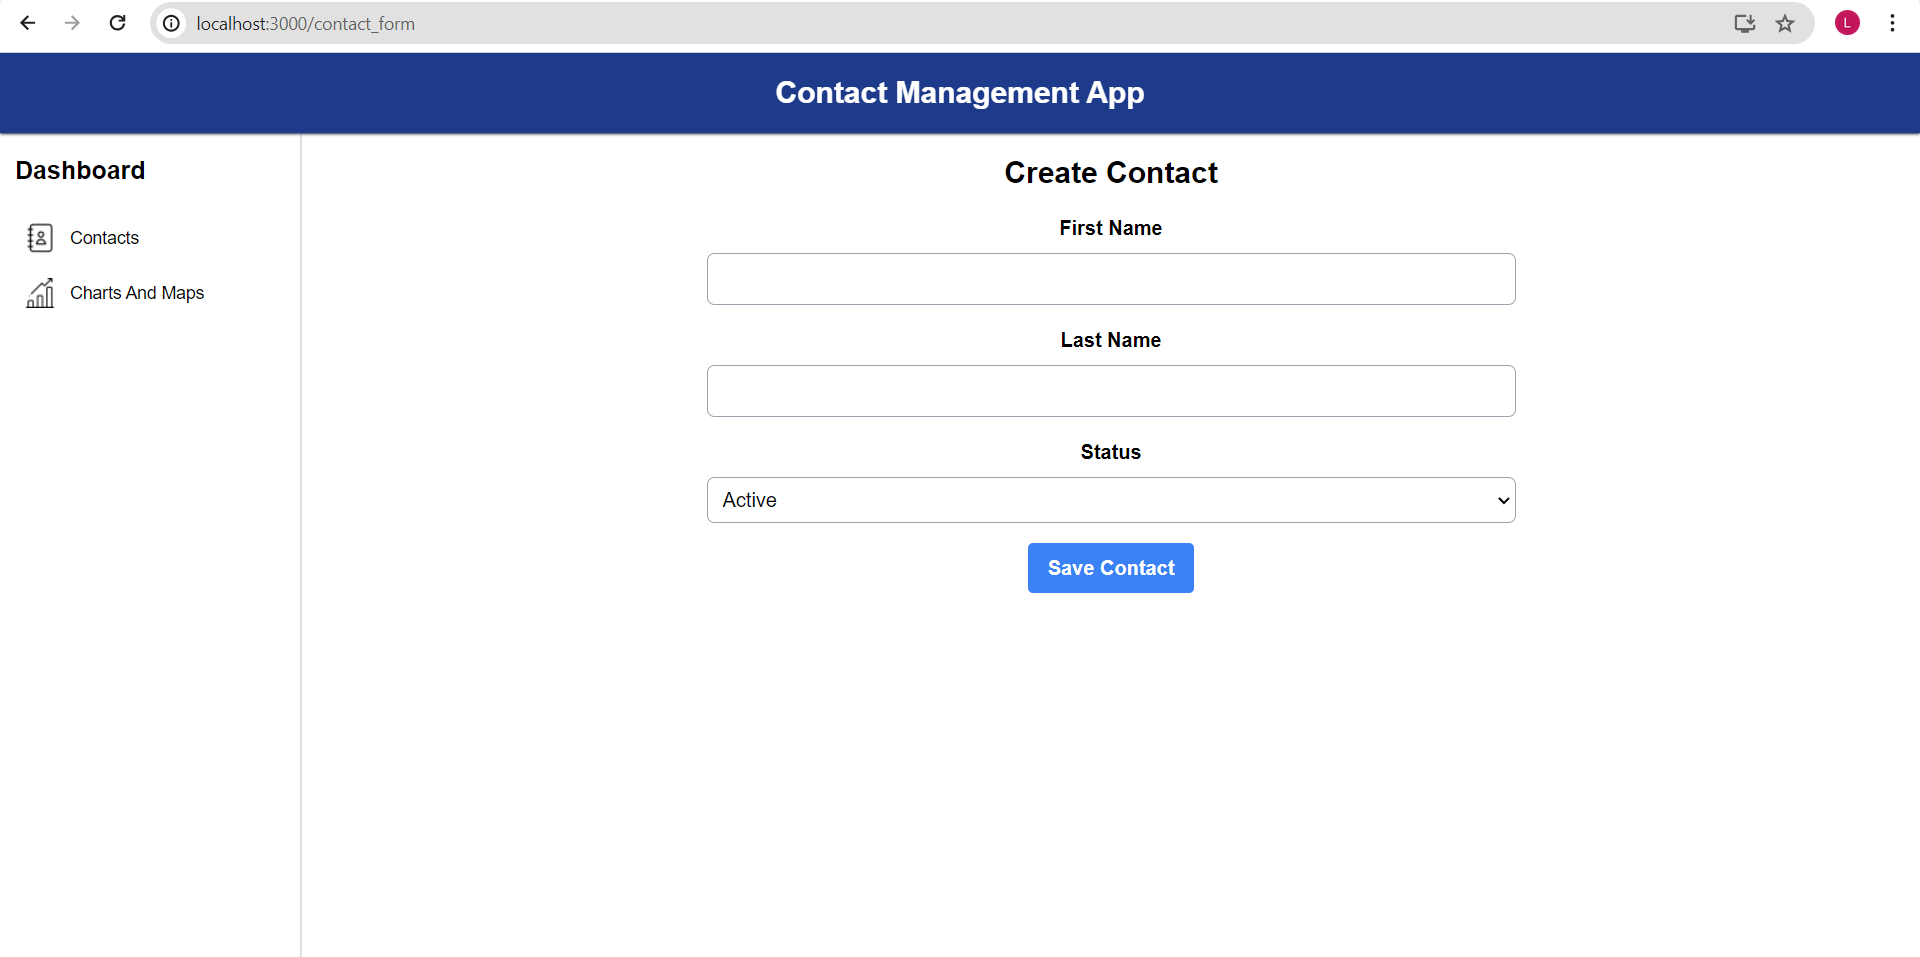 localhost:3000/contact_form
L
Contact Management App
Dashboard
Contacts
Charts And Maps
Create Contact
First Name
Last Name
Status
Active
Save Contact